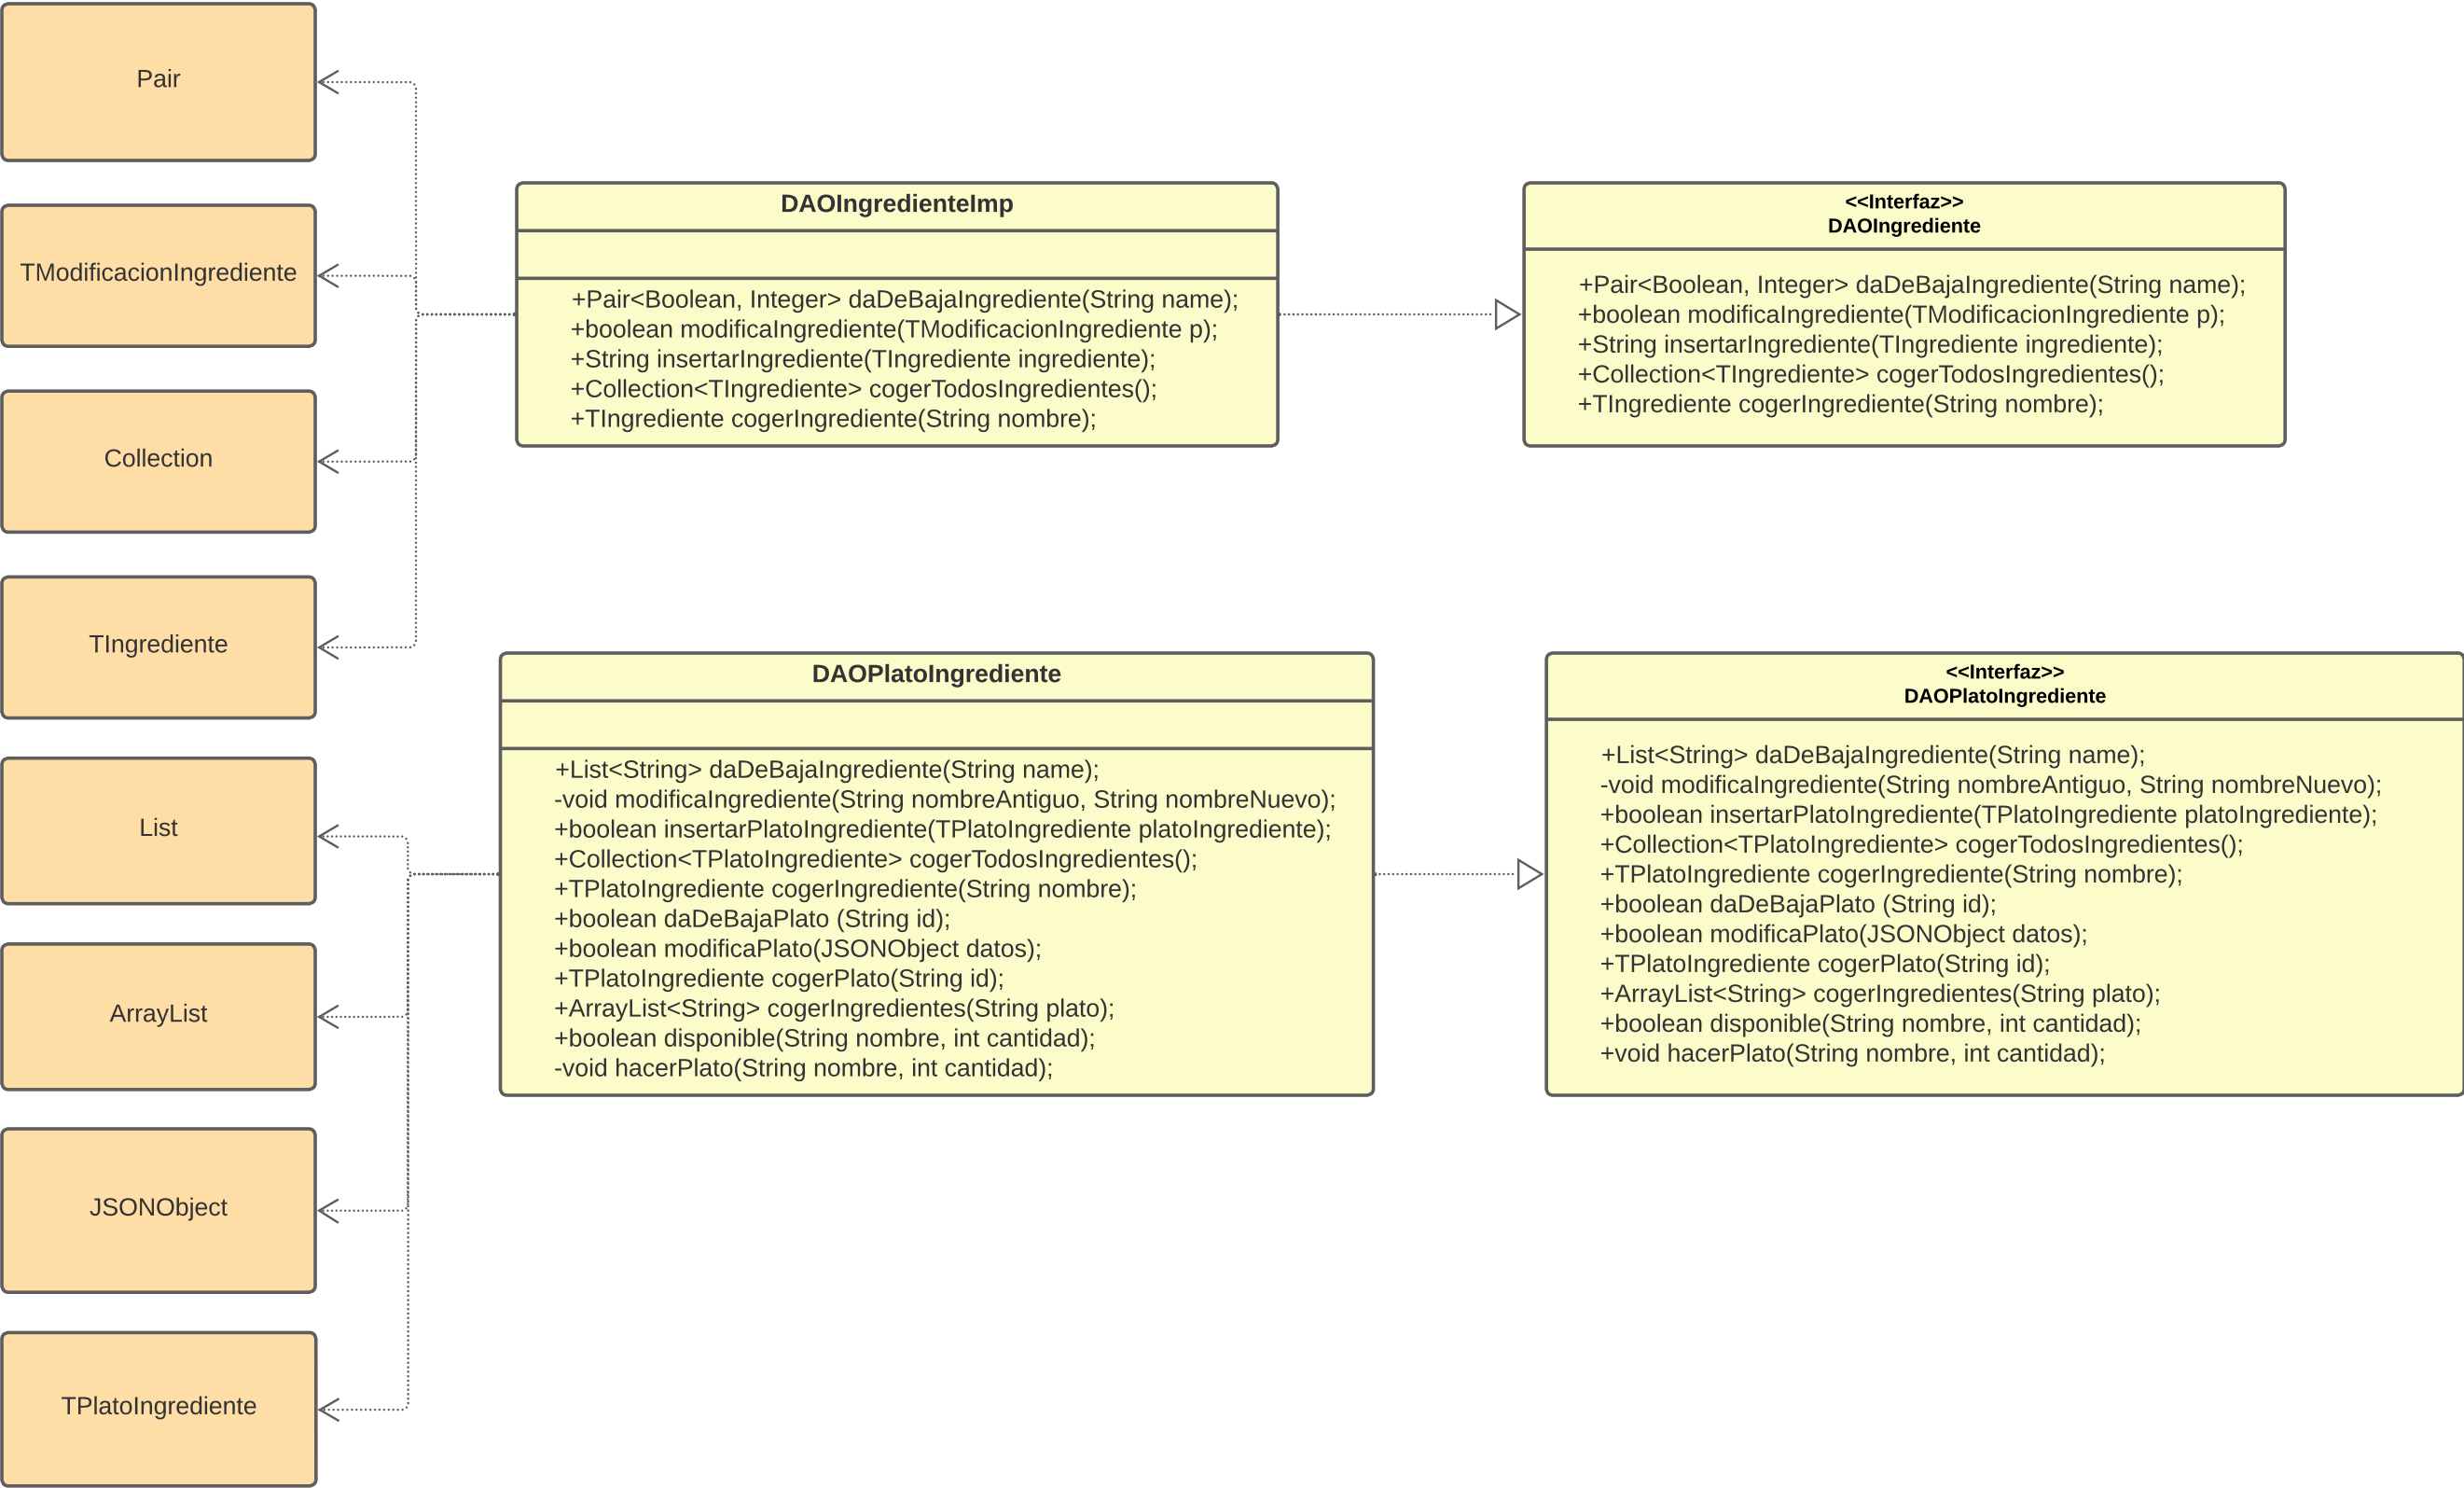 Pair
TModificacionIngrediente
Collection
TIngrediente
List
ArrayList
JSONObject
TPlatoIngrediente
DAOIngredienteImp
+Pair<Boolean, Integer> daDeBajaIngrediente(String name);
+boolean modificaIngrediente(TModificacionIngrediente p);
+String insertarIngrediente(TIngrediente ingrediente);
+Collection<TIngrediente> cogerTodosIngredientes();
+TIngrediente cogerIngrediente(String nombre);
<<Interfaz>>
DAOIngrediente
+Pair<Boolean, Integer> daDeBajaIngrediente(String name);
+boolean modificaIngrediente(TModificacionIngrediente p);
+String insertarIngrediente(TIngrediente ingrediente);
+Collection<TIngrediente> cogerTodosIngredientes();
+TIngrediente cogerIngrediente(String nombre);
DAOPlatoIngrediente
+List<String> daDeBajaIngrediente(String name);
-void modificaIngrediente(String nombreAntiguo, String nombreNuevo);
+boolean insertarPlatoIngrediente(TPlatoIngrediente platoIngrediente);
+Collection<TPlatoIngrediente> cogerTodosIngredientes();
+TPlatoIngrediente cogerIngrediente(String nombre);
+boolean daDeBajaPlato (String id);
+boolean modificaPlato(JSONObject datos);
+TPlatoIngrediente cogerPlato(String id);
+ArrayList<String> cogerIngredientes(String plato);
+boolean disponible(String nombre, int cantidad);
-void hacerPlato(String nombre, int cantidad);
<<Interfaz>>
DAOPlatoIngrediente
+List<String> daDeBajaIngrediente(String name);
-void modificaIngrediente(String nombreAntiguo, String nombreNuevo);
+boolean insertarPlatoIngrediente(TPlatoIngrediente platoIngrediente);
+Collection<TPlatoIngrediente> cogerTodosIngredientes();
+TPlatoIngrediente cogerIngrediente(String nombre);
+boolean daDeBajaPlato (String id);
+boolean modificaPlato(JSONObject datos);
+TPlatoIngrediente cogerPlato(String id);
+ArrayList<String> cogerIngredientes(String plato);
+boolean disponible(String nombre, int cantidad);
+void hacerPlato(String nombre, int cantidad);